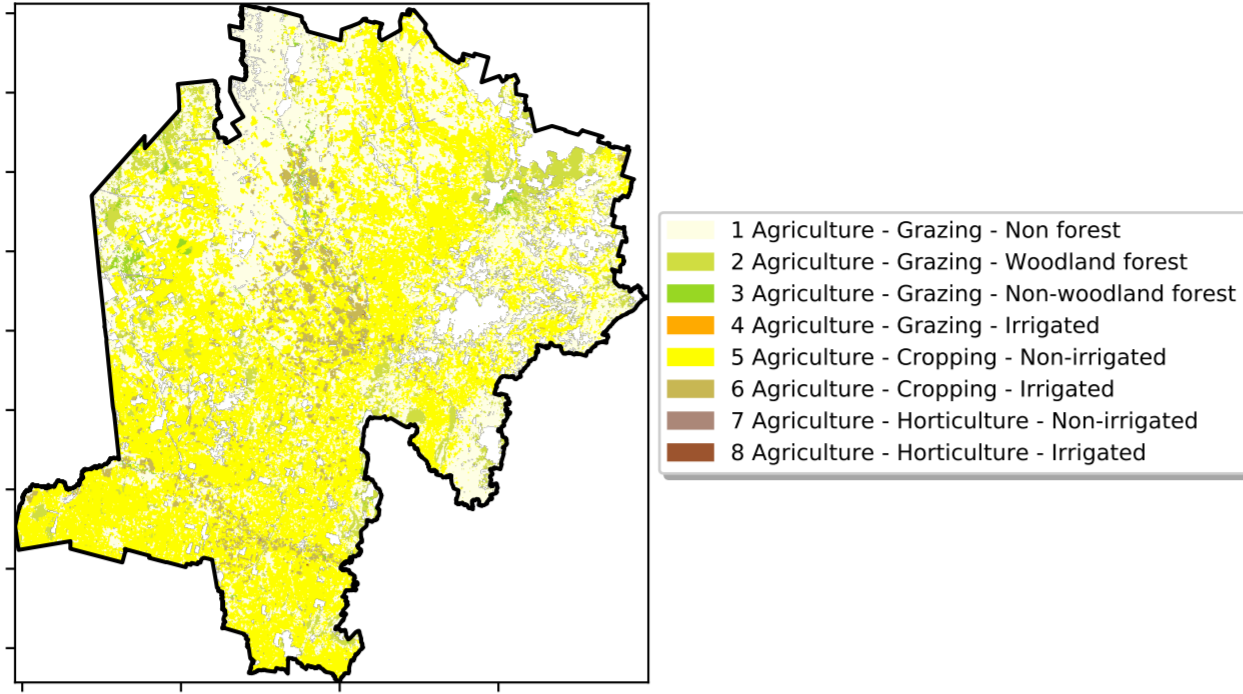 1 Agriculture - Grazing - Non forest
2 Agriculture - Grazing - Woodland forest
3 Agriculture - Grazing - Non-woodland forest
4 Agriculture - Grazing - Irrigated
5 Agriculture - Cropping - Non-irrigated
6 Agriculture - Cropping - Irrigated
7 Agriculture - Horticulture - Non-irrigated
8 Agriculture - Horticulture - Irrigated